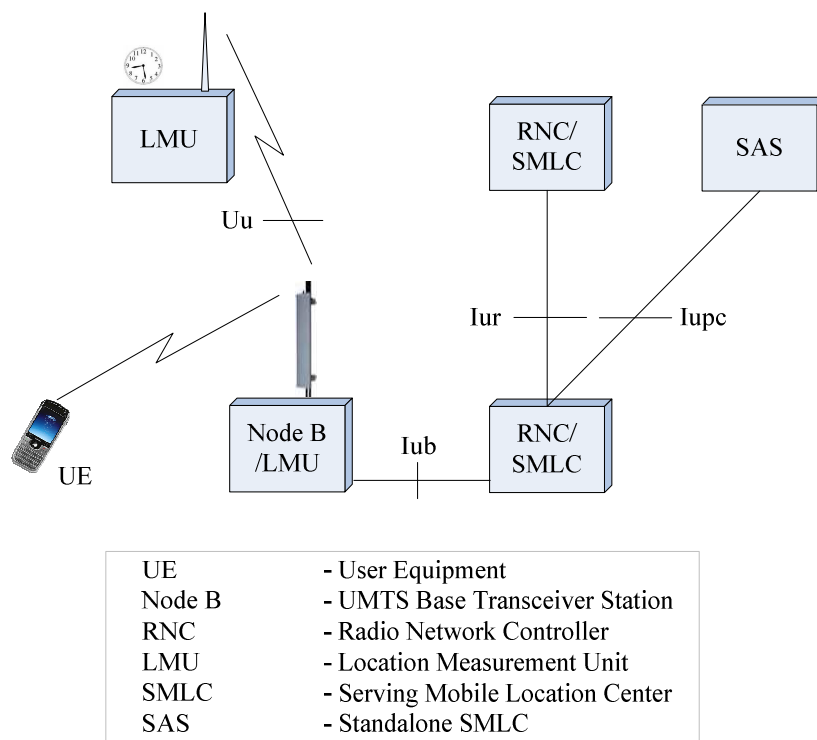 LMU
RNC/
SMLC
SAS
Uu
Iur
Iupc
Node B
/LMU
Iub
RNC/
SMLC
UE
UE - User Equipment
Node B - UMTS Base Transceiver Station
RNC - Radio Network Controller
LMU - Location Measurement Unit
SMLC - Serving Mobile Location Center
SAS - Standalone SMLC